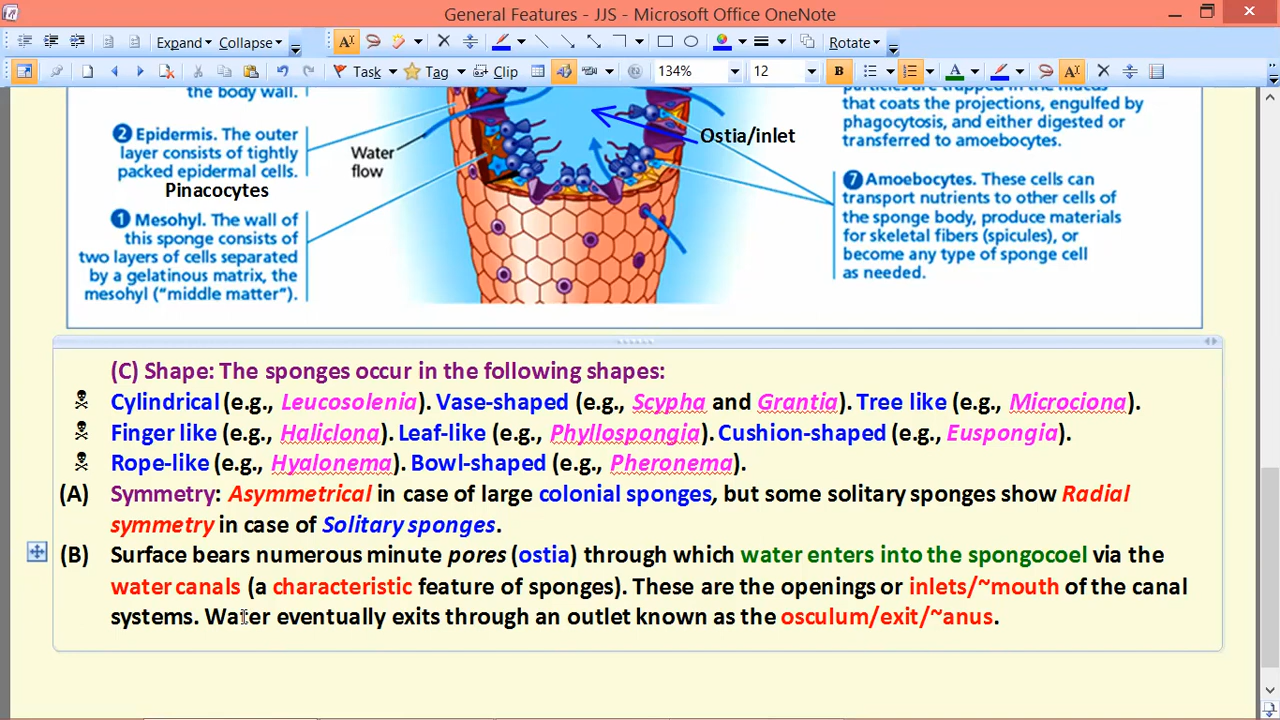 General Features - JJS - Microsoft Office OneNote
Expand Collapse Rotate
Task Tag Clip 134% 12 B A
the body wall.
2 Epidermis. The outer
layer consists of tightly
packed epidermal cells.
Pinacocytes
1 Mesohyl. The wall of
this sponge consists of
two layers of cells separated
by a gelatinous matrix, the
mesohyl ("middle matter").
Water
flow
Ostia/inlet
particles are trapped in the mucus
that coats the projections, engulfed by
phagocytosis, and either digested or
transferred to amoebocytes.
7 Amoebocytes. These cells can
transport nutrients to other cells of
the sponge body, produce materials
for skeletal fibers (spicules), or
become any type of sponge cell
as needed.
(C) Shape: The sponges occur in the following shapes:
Cylindrical (e.g., Leucosolenia). Vase-shaped (e.g., Scypha and Grantia). Tree like (e.g., Microciona).
Finger like (e.g., Haliclona). Leaf-like (e.g., Phyllospongia). Cushion-shaped (e.g., Euspongia).
Rope-like (e.g., Hyalonema). Bowl-shaped (e.g., Pheronema).
(A) Symmetry: Asymmetrical in case of large colonial sponges, but some solitary sponges show Radial
symmetry in case of Solitary sponges.
(B) Surface bears numerous minute pores (ostia) through which water enters into the spongocoel via the
water canals (a characteristic feature of sponges). These are the openings or inlets/~mouth of the canal
systems. Water eventually exits through an outlet known as the osculum/exit/~anus.